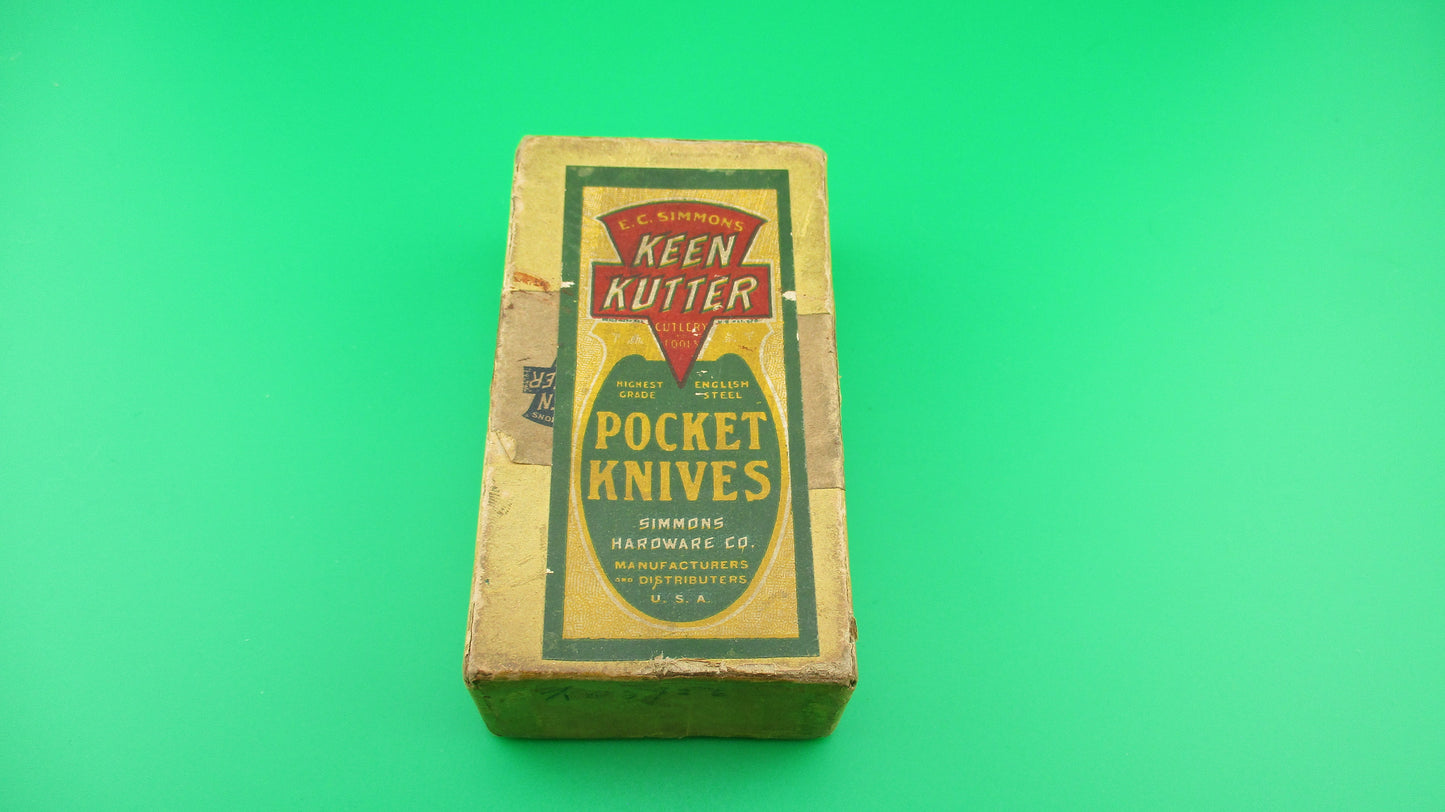 E.C. SIMMONS
KEEN
KUTTER
CUTLERY
TOOLS
HIGHEST
GRADE
ENGLISH
STEEL
POCKET
KNIVES
SIMMONS
HARDWARE CO.
MANUFACTURERS
AND DISTRIBUTERS
U. S. A.